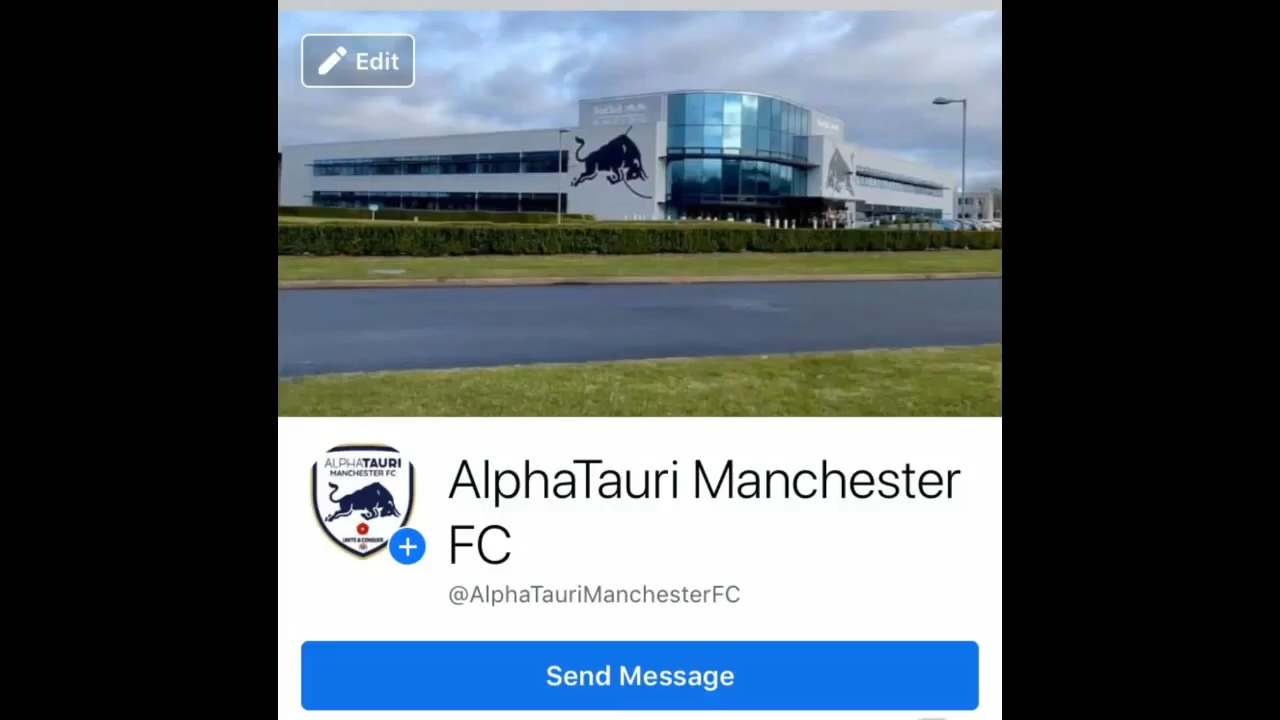 Edit
ALPHATAURI
MANCHESTER FC
UNITE & CONQUER
AlphaTauri Manchester
FC
@AlphaTauriManchesterFC
Send Message